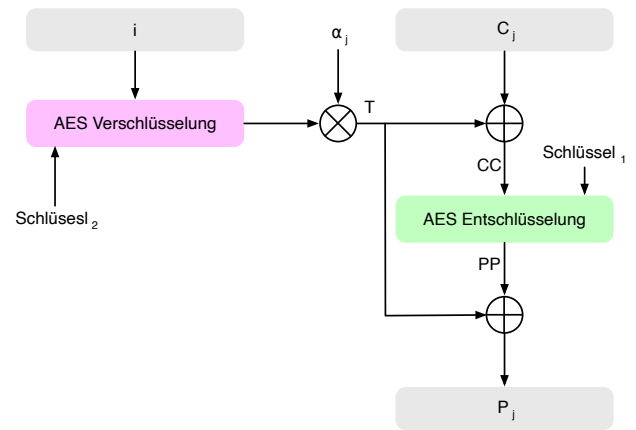 i
α j
C j
AES Verschlüsselung
T
CC
Schlüssel 1
Schlüsesl 2
AES Entschlüsselung
PP
P j